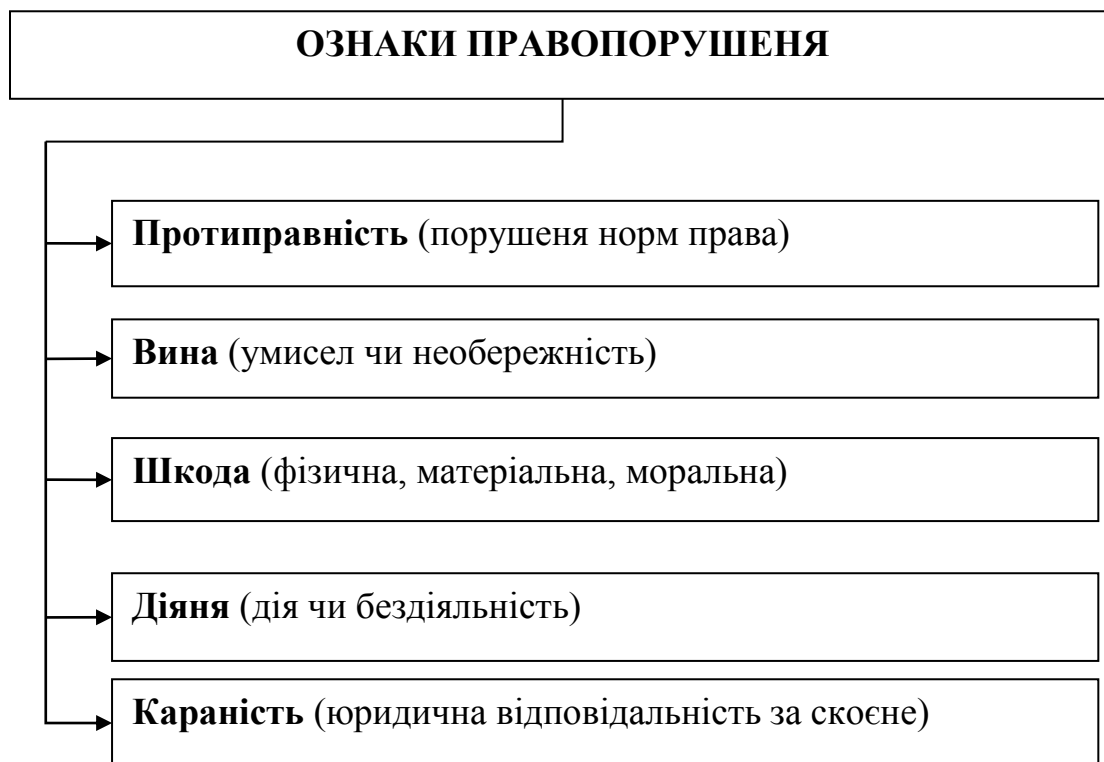 ОЗНАКИ ПРАВОПОРУШЕНЯ
Протиправність (порушеня норм права)
Вина (умисел чи необережність)
Шкода (фізична, матеріальна, моральна)
Діяня (дія чи бездіяльність)
Караність (юридична відповідальність за скоєне)